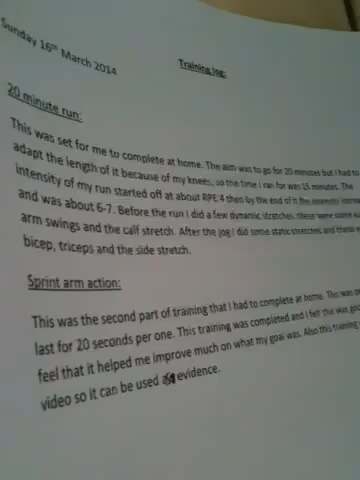 Sunday 16th March 2014
Training log:
20 minute run:
This was set for me to complete at home. The aim was to go for 20 minutes but I had to
adapt the length of it because of my knees, so the time I ran for was 15 minutes. The
intensity of my run started off at about RPE 4 then by the end of it the intensity
and was about 6-7. Before the run I did a few dynamic stretches, these were some
arm swings and the calf stretch. After the jog I did some static stretches and these
bicep, triceps and the side stretch.
Sprint arm action:
This was the second part of training that I had to complete at home. This was
last for 20 seconds per one. This training was completed and I felt this was
feel that it helped me improve much on what my goal was. Also this training
video so it can be used as evidence.